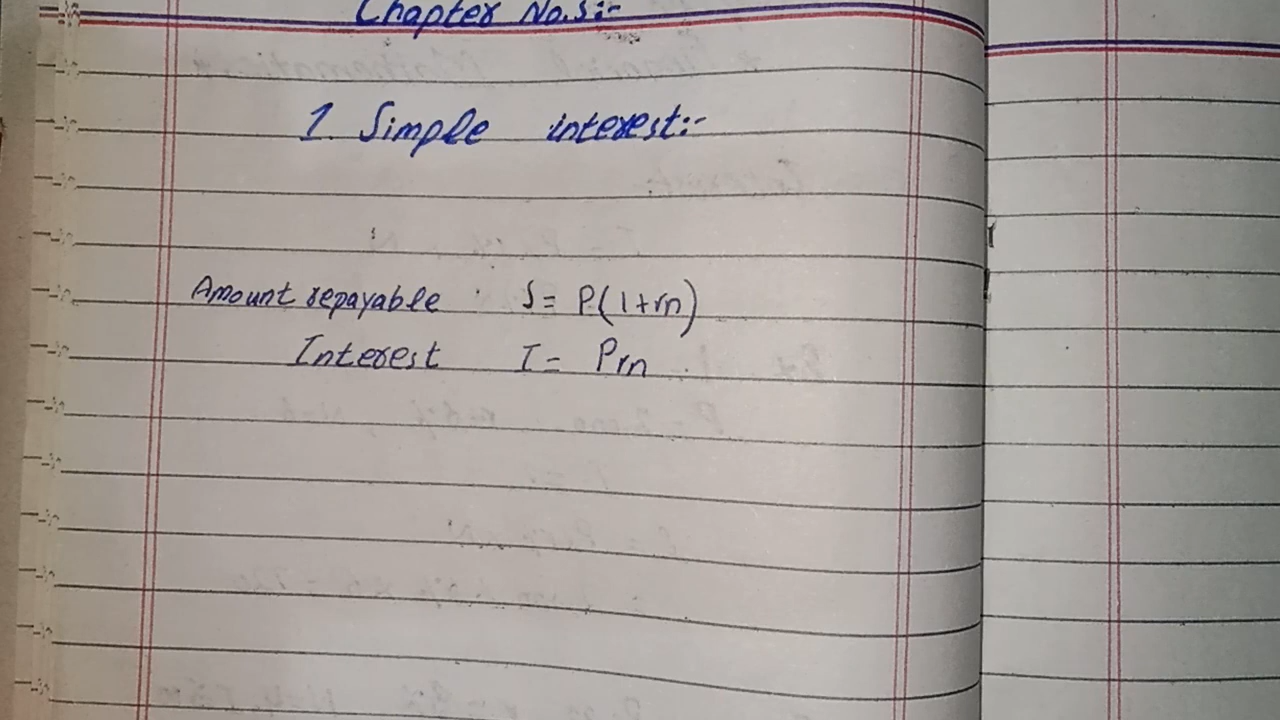 Chapter No.5:-
1. Simple interest:-
Amount repayable S = P(1+rn)
Interest I = Prn